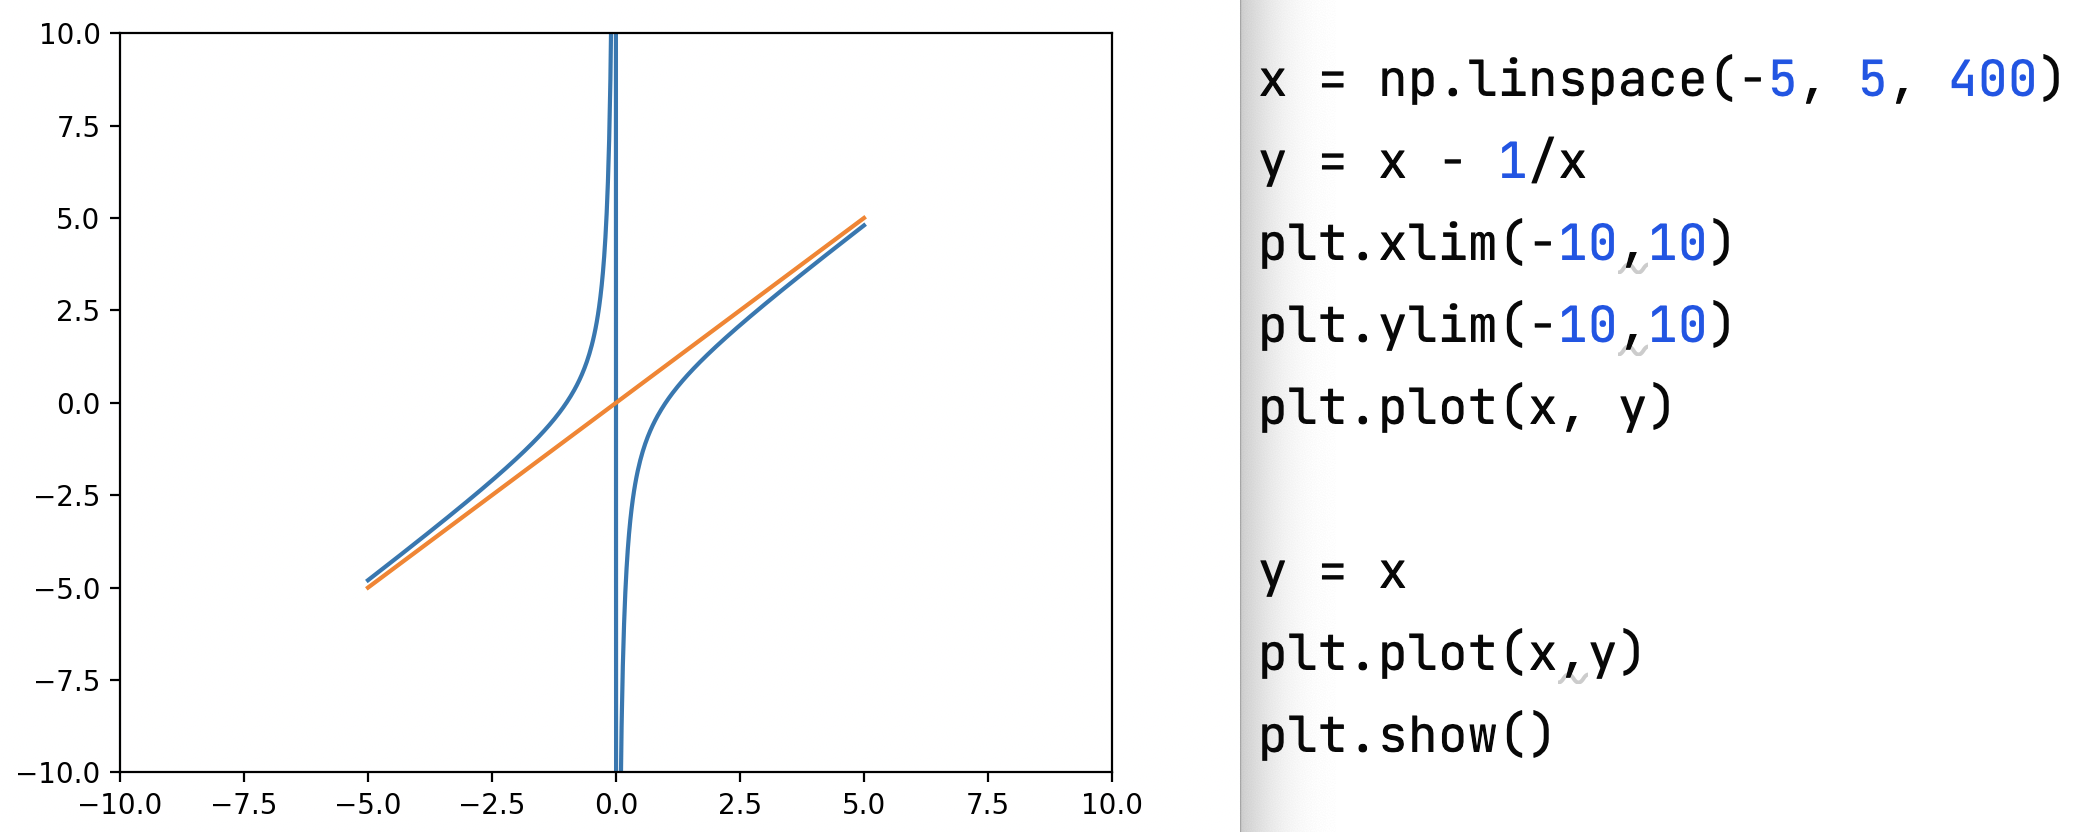 10.0
7.5
5.0
2.5
0.0
−2.5
−5.0
−7.5
−10.0
−10.0 −7.5 −5.0 −2.5 0.0 2.5 5.0 7.5 10.0
x = np.linspace(-5, 5, 400)
y = x - 1/x
plt.xlim(-10,10)
plt.ylim(-10,10)
plt.plot(x, y)
y = x
plt.plot(x,y)
plt.show()